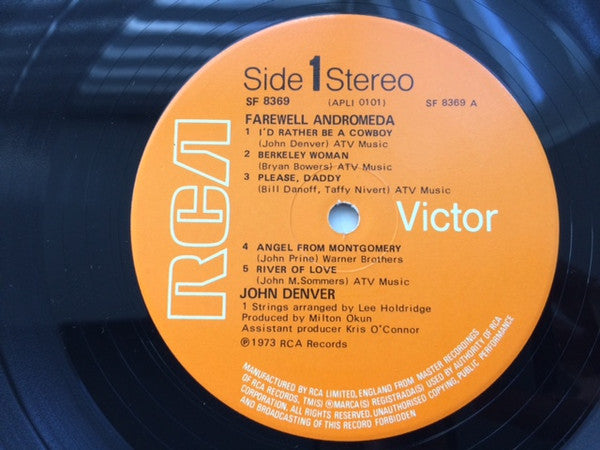 Side 1 Stereo
SF 8369 (APLI 0101) SF 8369 A
FAREWELL ANDROMEDA
1 I'D RATHER BE A COWBOY
(John Denver) ATV Music
2 BERKELEY WOMAN
(Bryan Bowers) ATV Music
3 PLEASE, DADDY
(Bill Danoff, Taffy Nivert) ATV Music
RCA Victor
4 ANGEL FROM MONTGOMERY
(John Prine) Warner Brothers
5 RIVER OF LOVE
(John M.Sommers) ATV Music
JOHN DENVER
1 Strings arranged by Lee Holdridge
Produced by Milton Okun
Assistant producer Kris O'Connor
℗1973 RCA Records
MANUFACTURED BY RCA LIMITED, ENGLAND FROM MASTER RECORDINGS
OF RCA RECORDS, TM(S) ®MARCA(S) REGISTRADA(S) USED BY AUTHORITY OF RCA
CORPORATION. ALL RIGHTS RESERVED. UNAUTHORISED COPYING, PUBLIC PERFORMANCE
AND BROADCASTING OF THIS RECORD FORBIDDEN